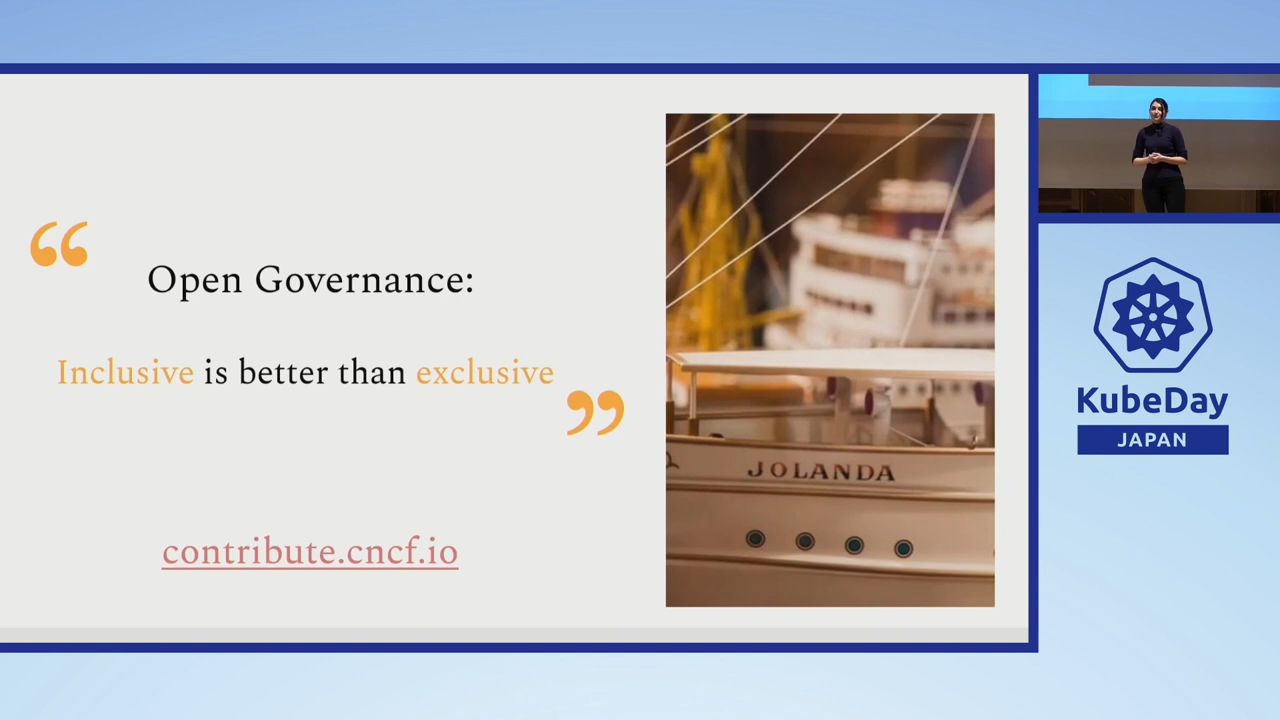 “
Open Governance:
Inclusive is better than exclusive
”
contribute.cncf.io
JOLANDA
KubeDay
JAPAN